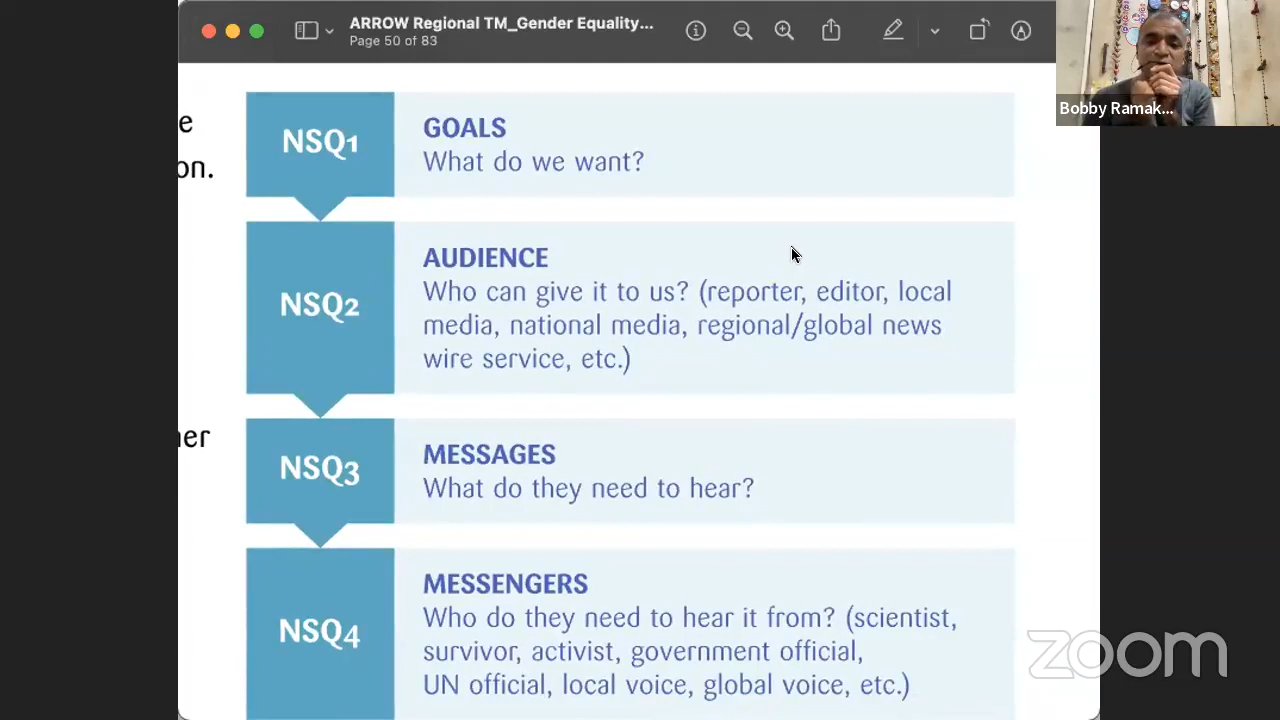 ARROW Regional TM_Gender Equality...
Page 50 of 83
Bobby Ramak...
e
on.
ner
NSQ1
GOALS
What do we want?
NSQ2
AUDIENCE
Who can give it to us? (reporter, editor, local
media, national media, regional/global news
wire service, etc.)
NSQ3
MESSAGES
What do they need to hear?
NSQ4
MESSENGERS
Who do they need to hear it from? (scientist,
survivor, activist, government official,
UN official, local voice, global voice, etc.)
zoom